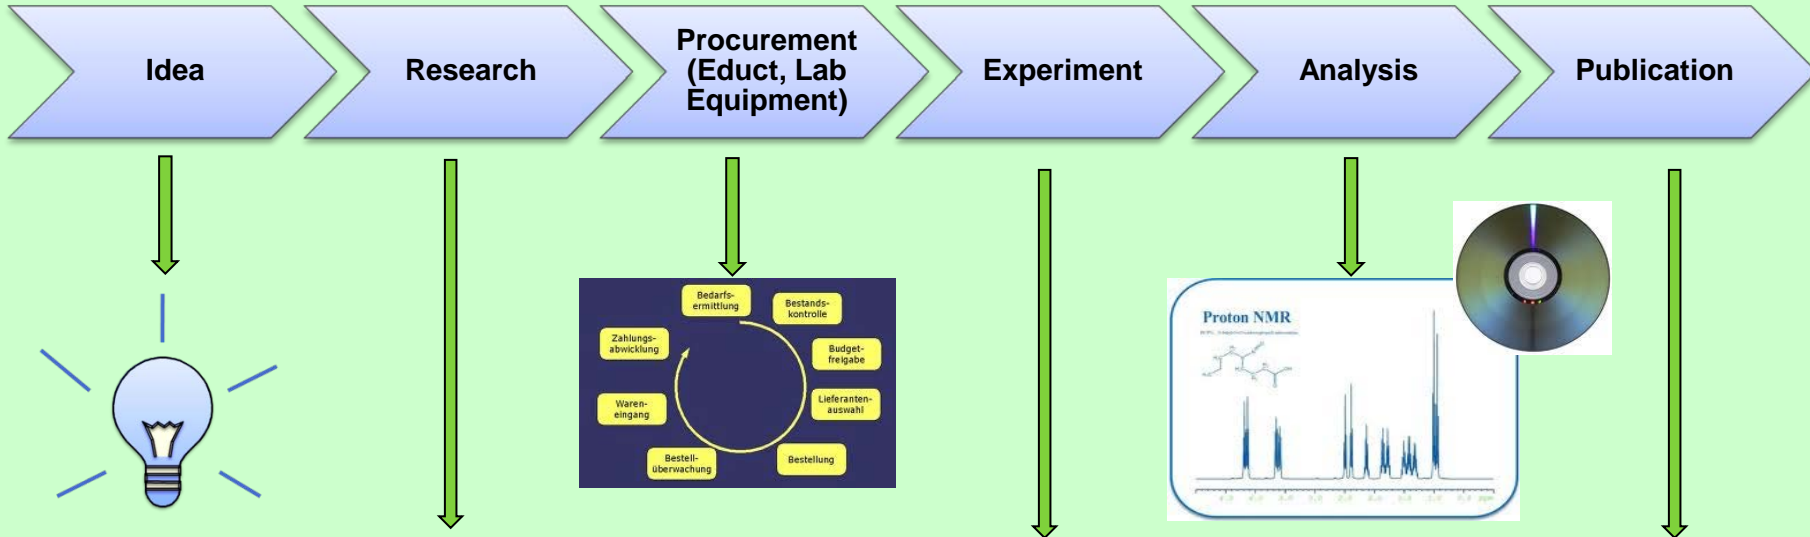 Idea
Research
Procurement
(Educt, Lab
Equipment)
Experiment
Analysis
Publication
Bedarfs-
ermittlung
Bestands-
kontrolle
Budget-
freigabe
Lieferanten-
auswahl
Bestellung
Bestell-
überwachung
Waren-
eingang
Zahlungs-
abwicklung
Proton NMR
ppm